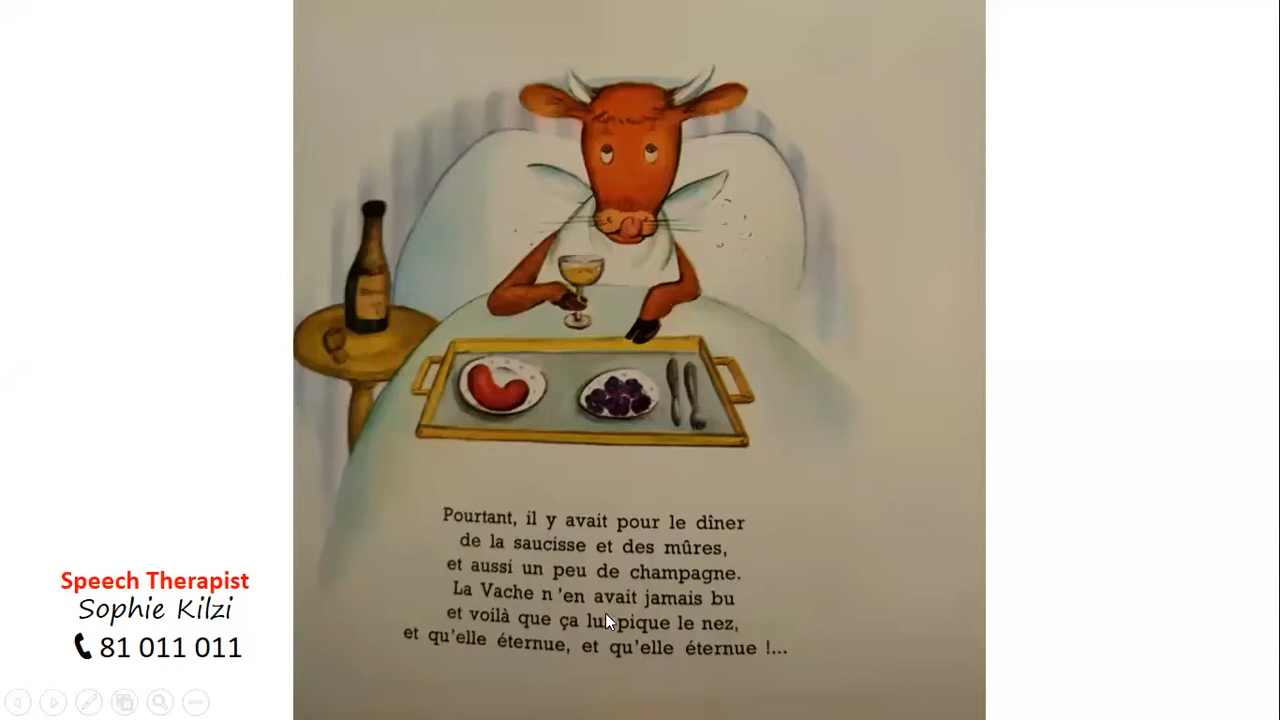 Pourtant, il y avait pour le dîner
de la saucisse et des mûres,
et aussi un peu de champagne.
La Vache n'en avait jamais bu
et voilà que ça lui pique le nez,
et qu'elle éternue, et qu'elle éternue !...
Speech Therapist
Sophie Kilzi
81 011 011